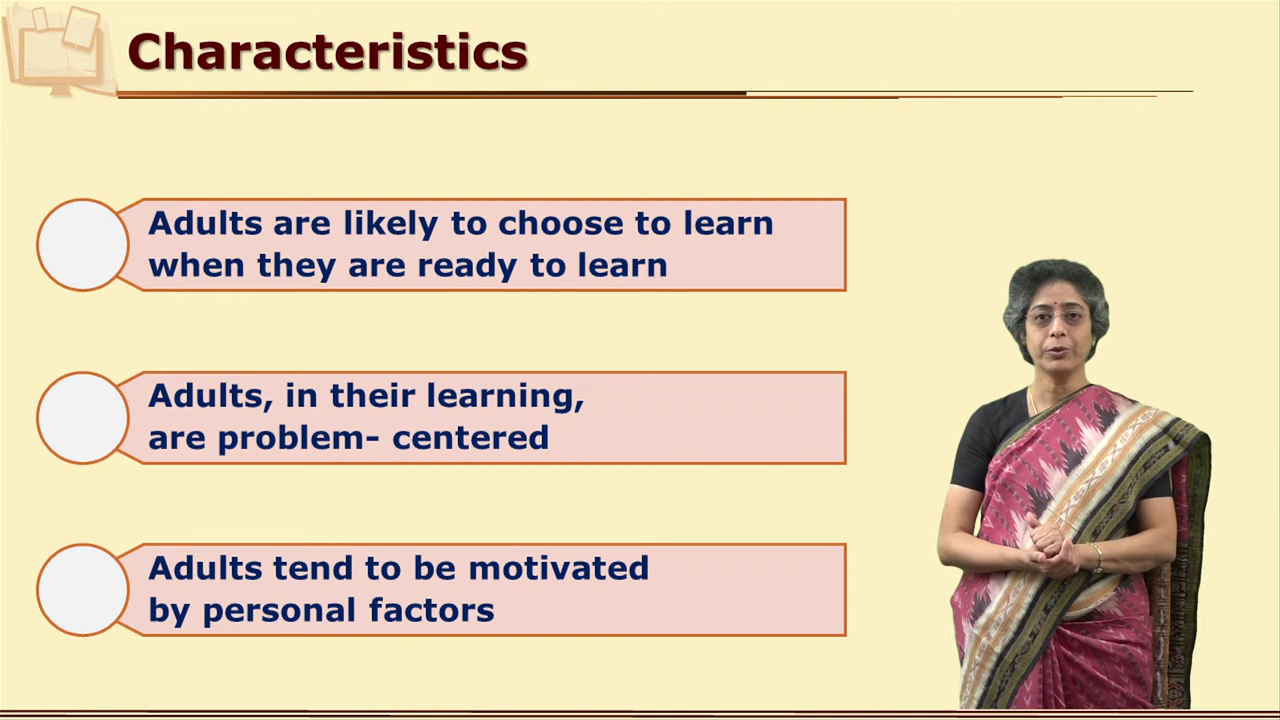 Characteristics
Adults are likely to choose to learn
when they are ready to learn
Adults, in their learning,
are problem- centered
Adults tend to be motivated
by personal factors